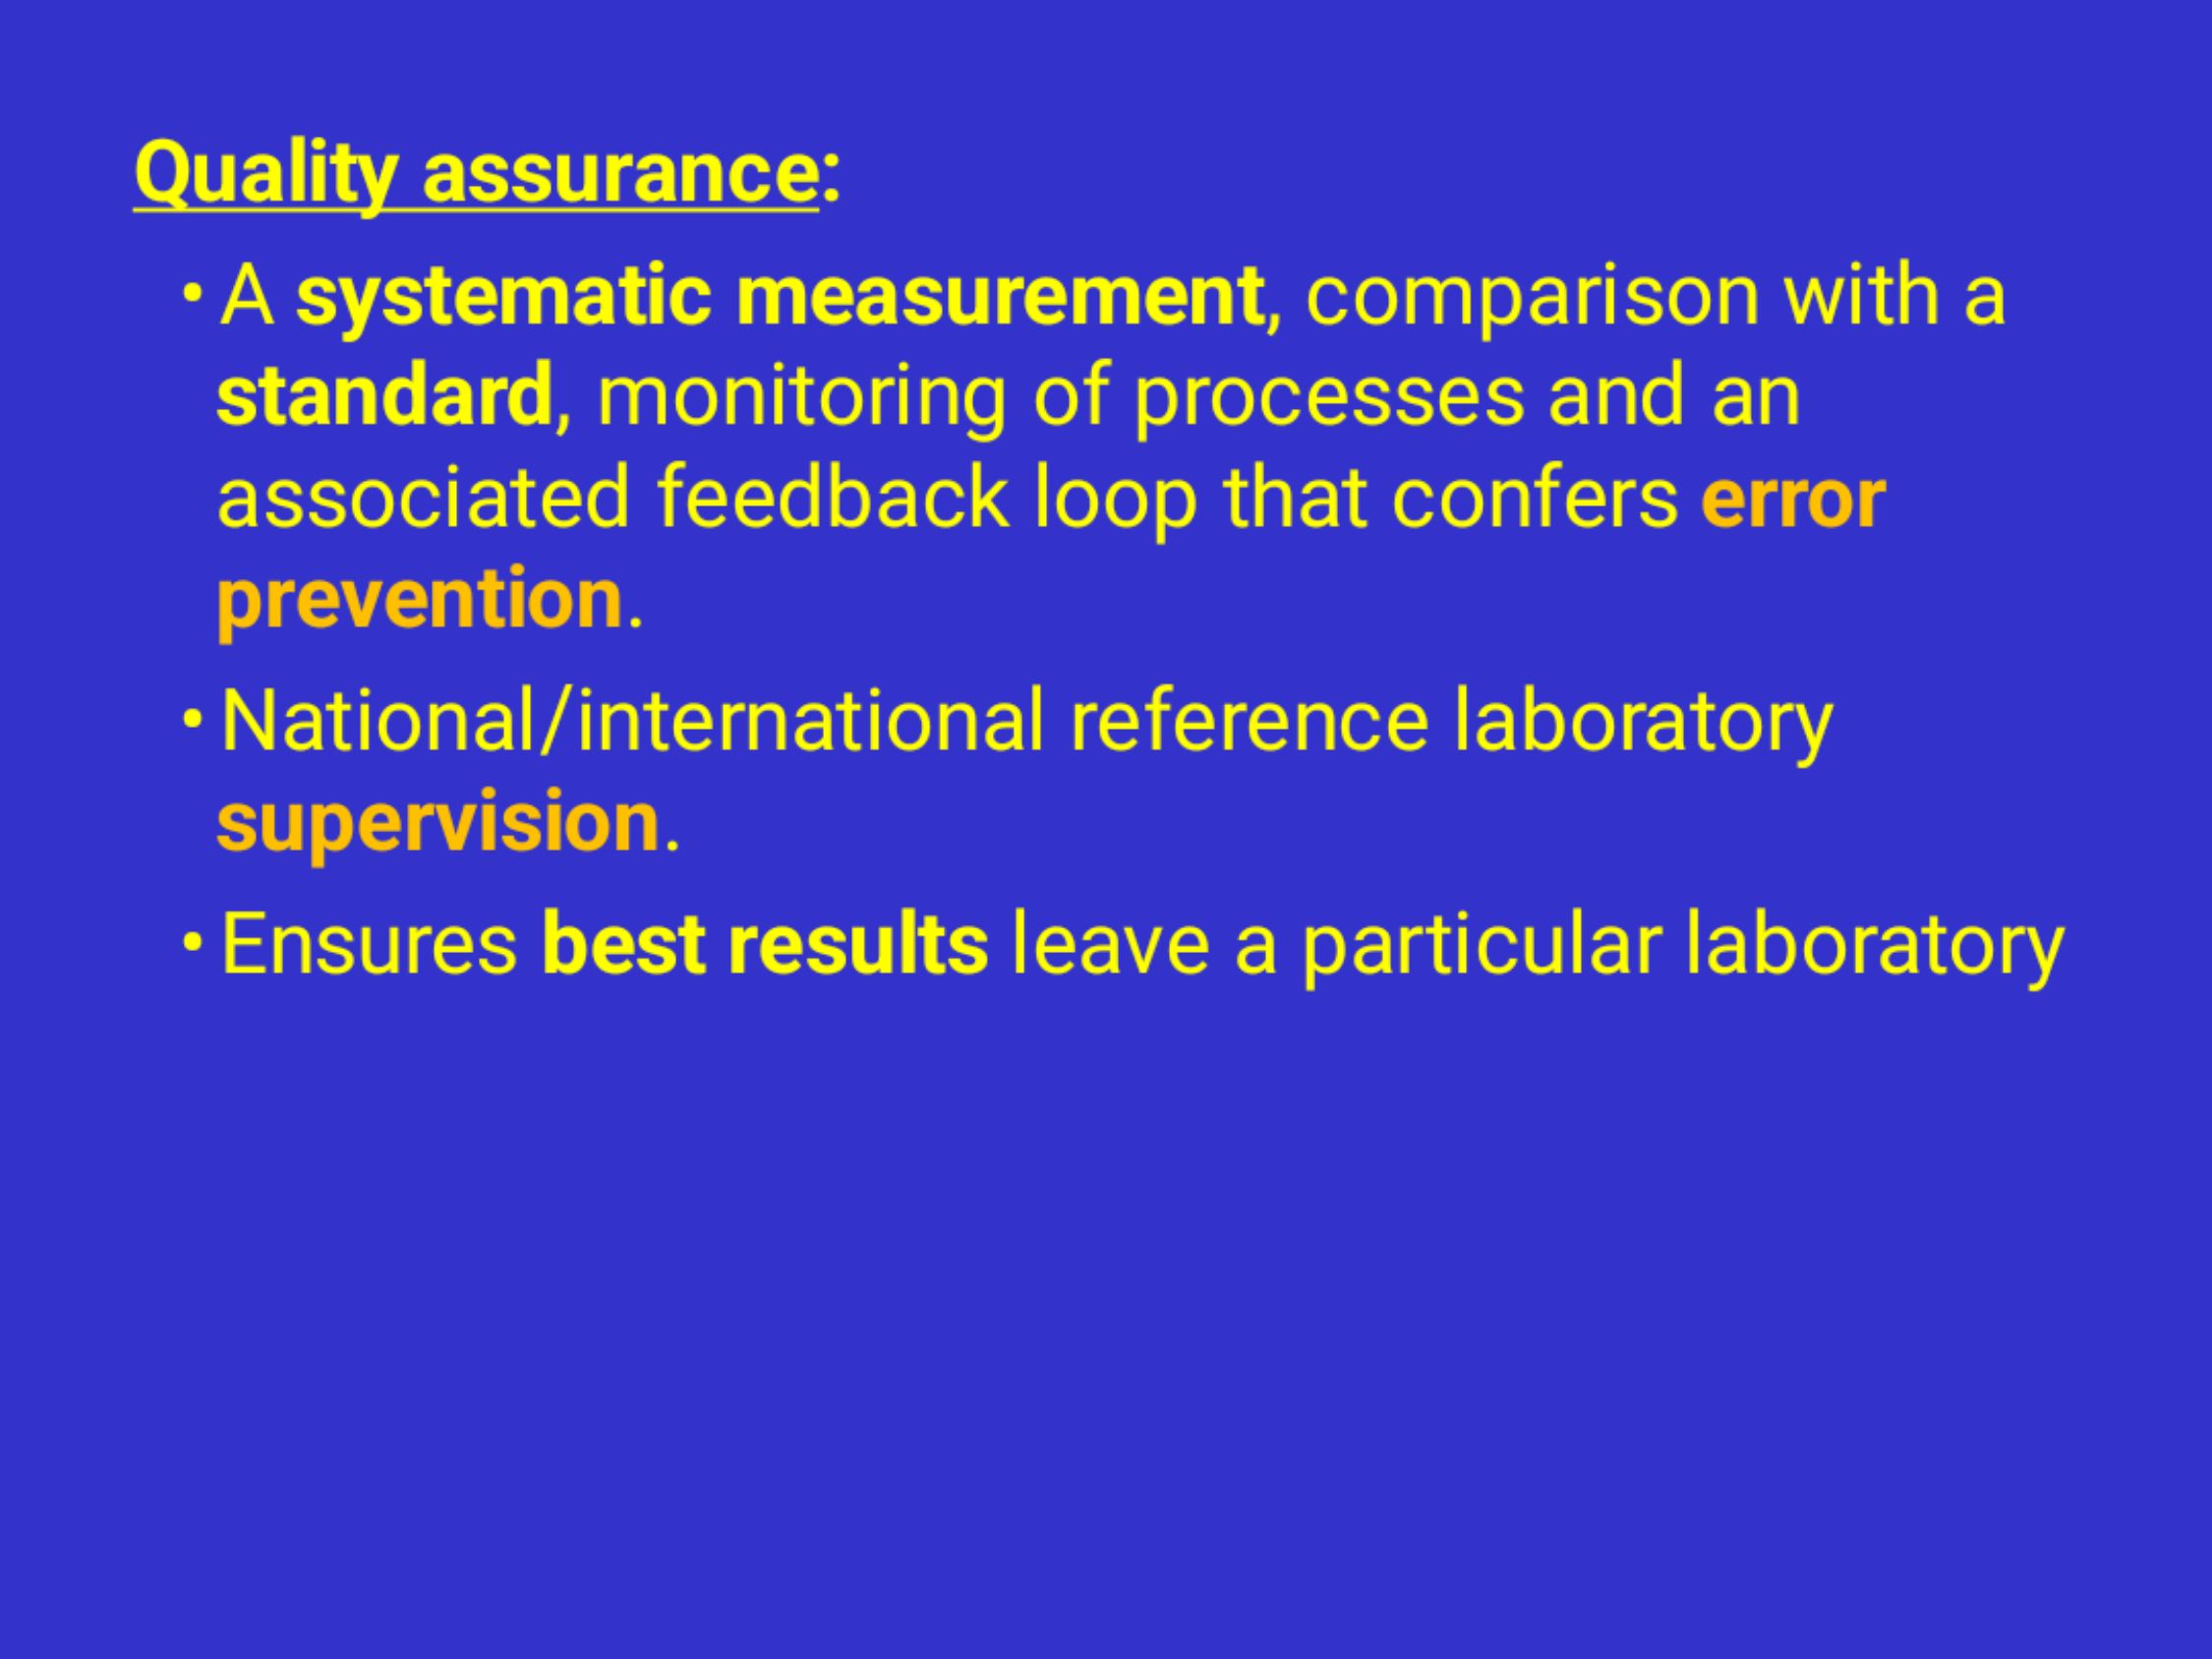 Quality assurance:
• A systematic measurement, comparison with a
standard, monitoring of processes and an
associated feedback loop that confers error
prevention.
• National/international reference laboratory
supervision.
• Ensures best results leave a particular laboratory